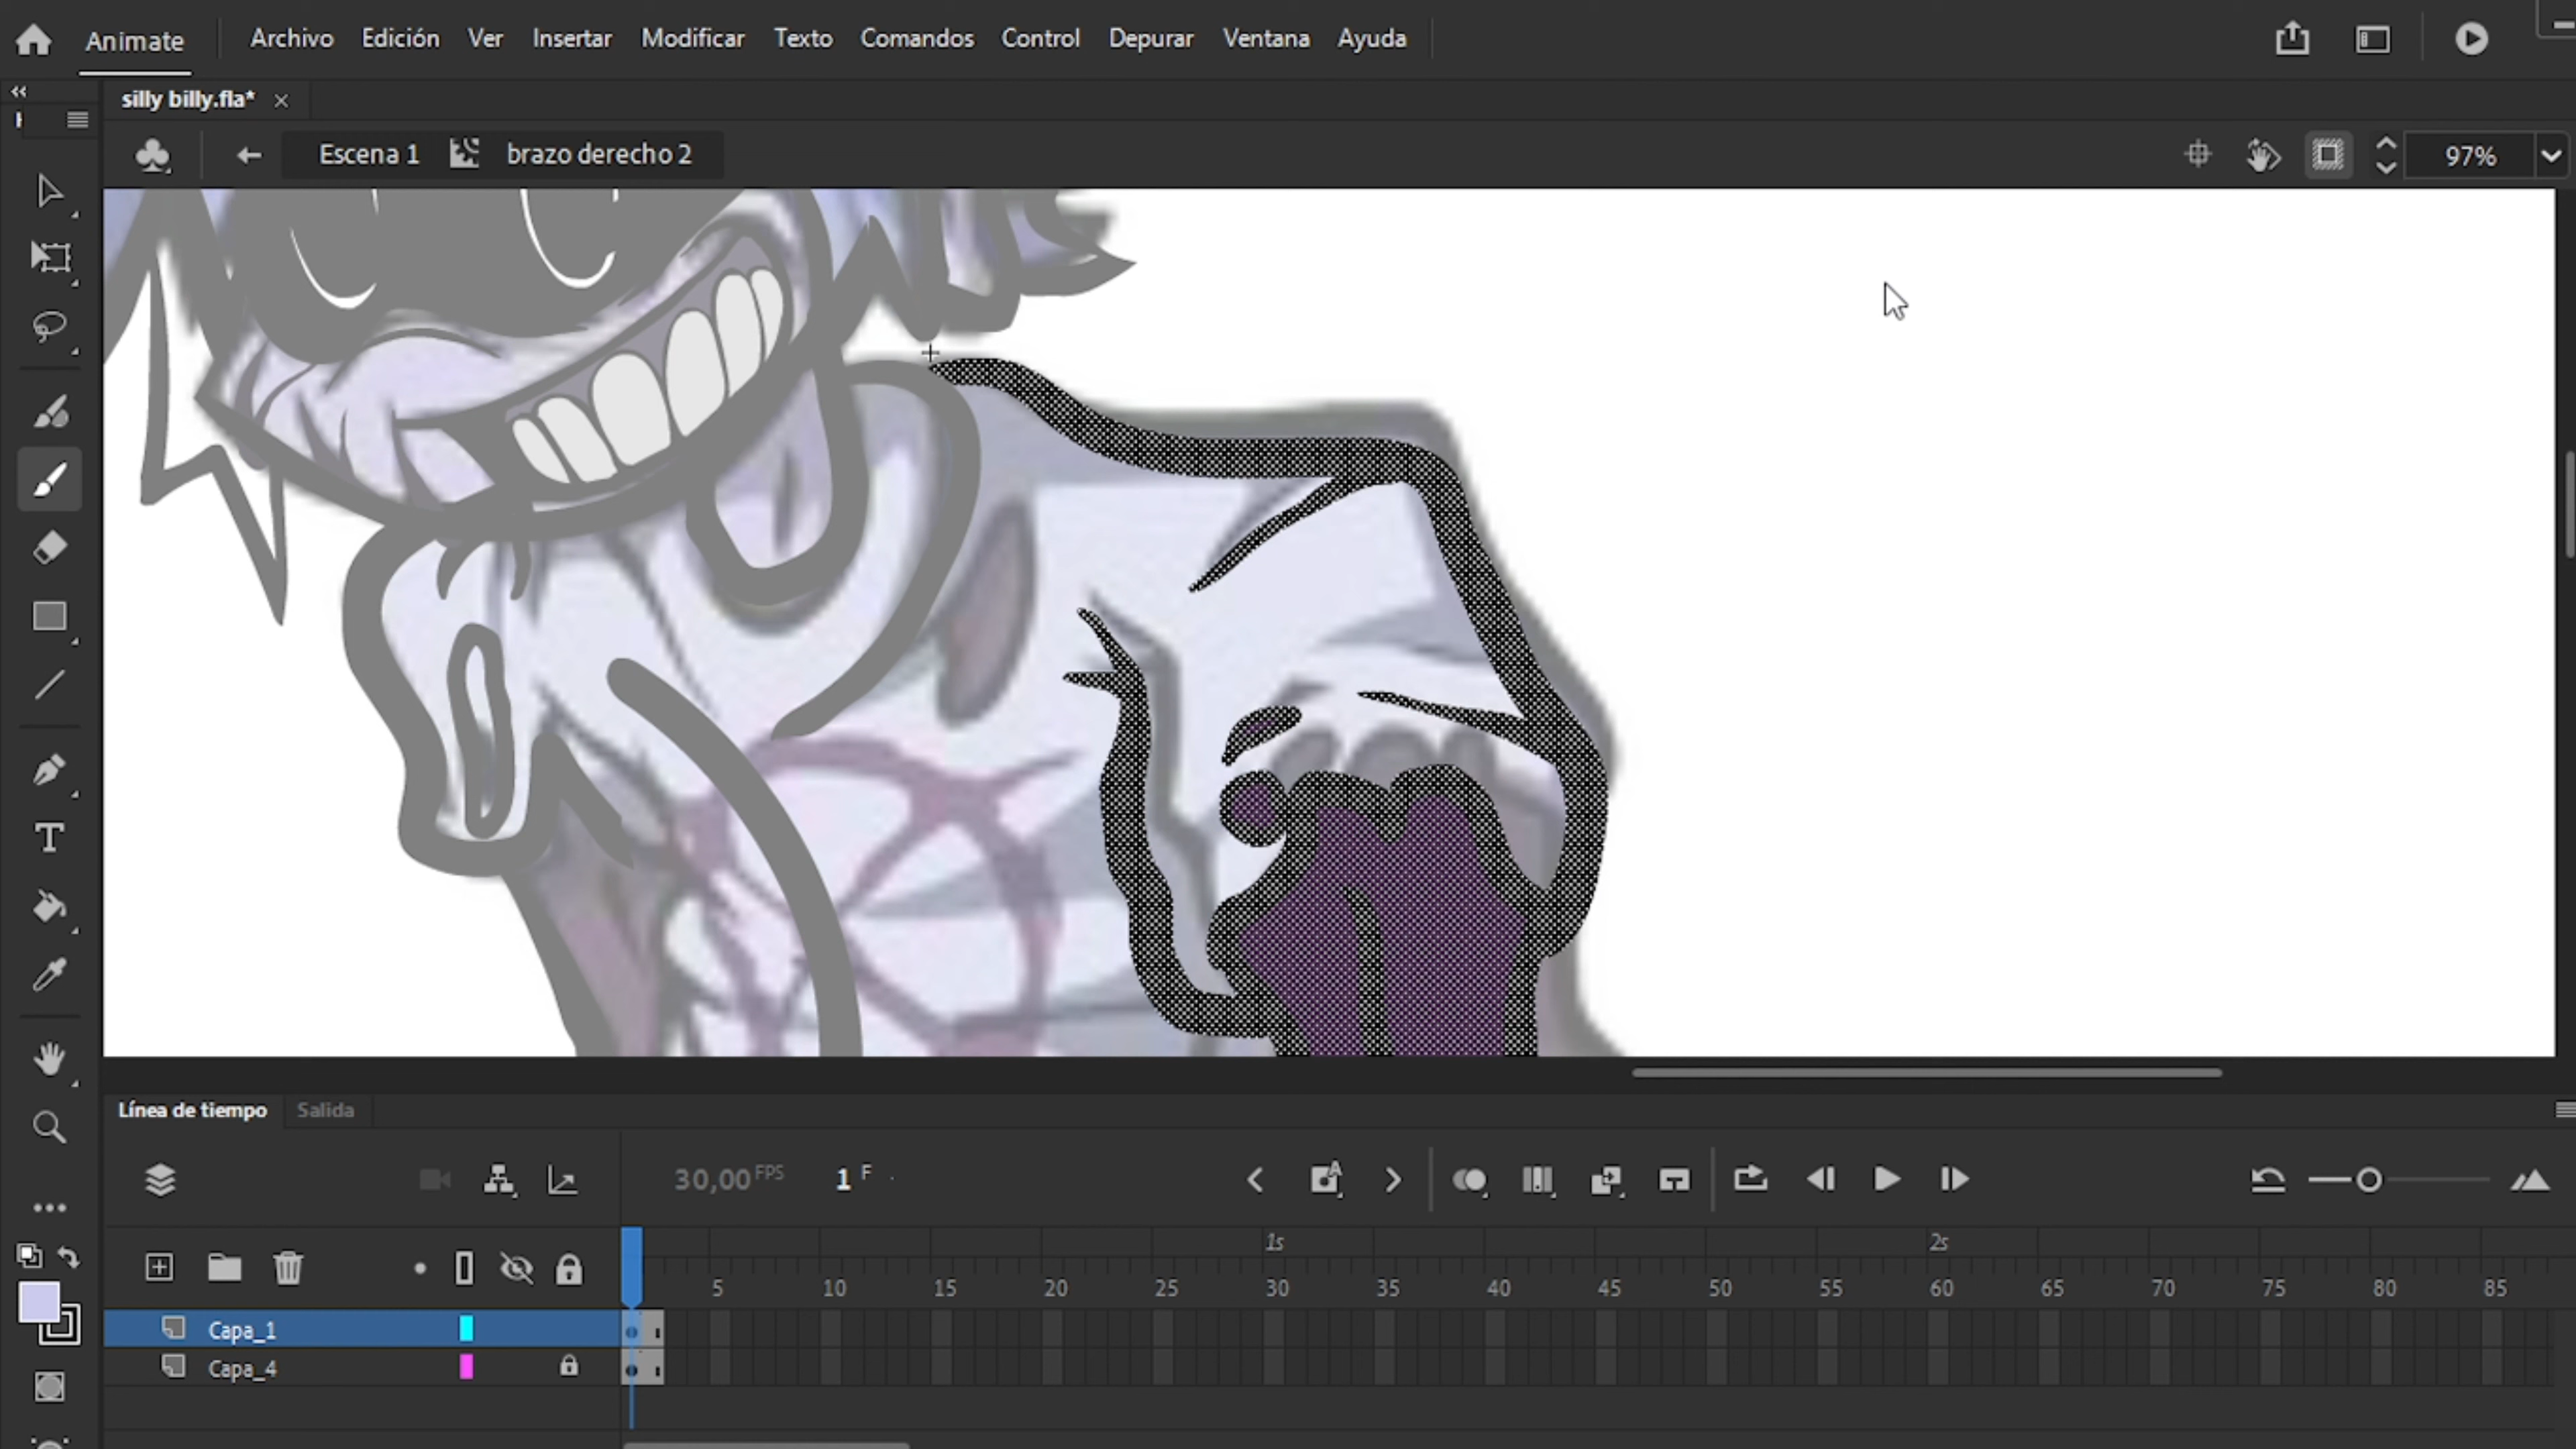 Animate Archivo Edición Ver Insertar Modificar Texto Comandos Control Depurar Ventana Ayuda
silly billy.fla*
Escena 1 brazo derecho 2 97%
Línea de tiempo Salida
30,00 FPS 1 F
1s 2s
5 10 15 20 25 30 35 40 45 50 55 60 65 70 75 80 85
Capa_1
Capa_4